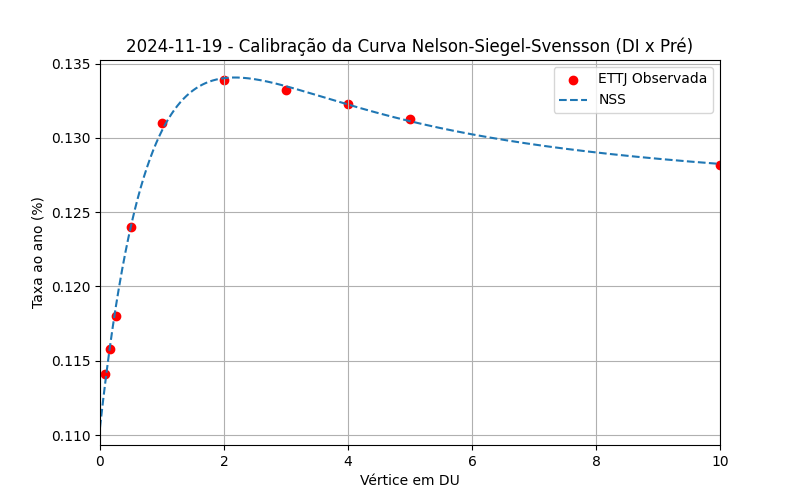 2024-11-19 - Calibração da Curva Nelson-Siegel-Svensson (DI x Pré)
0.135
0.130
0.125
0.120
0.115
0.110
Taxa ao ano (%)
ETTJ Observada
NSS
0 2 4 6 8 10
Vértice em DU